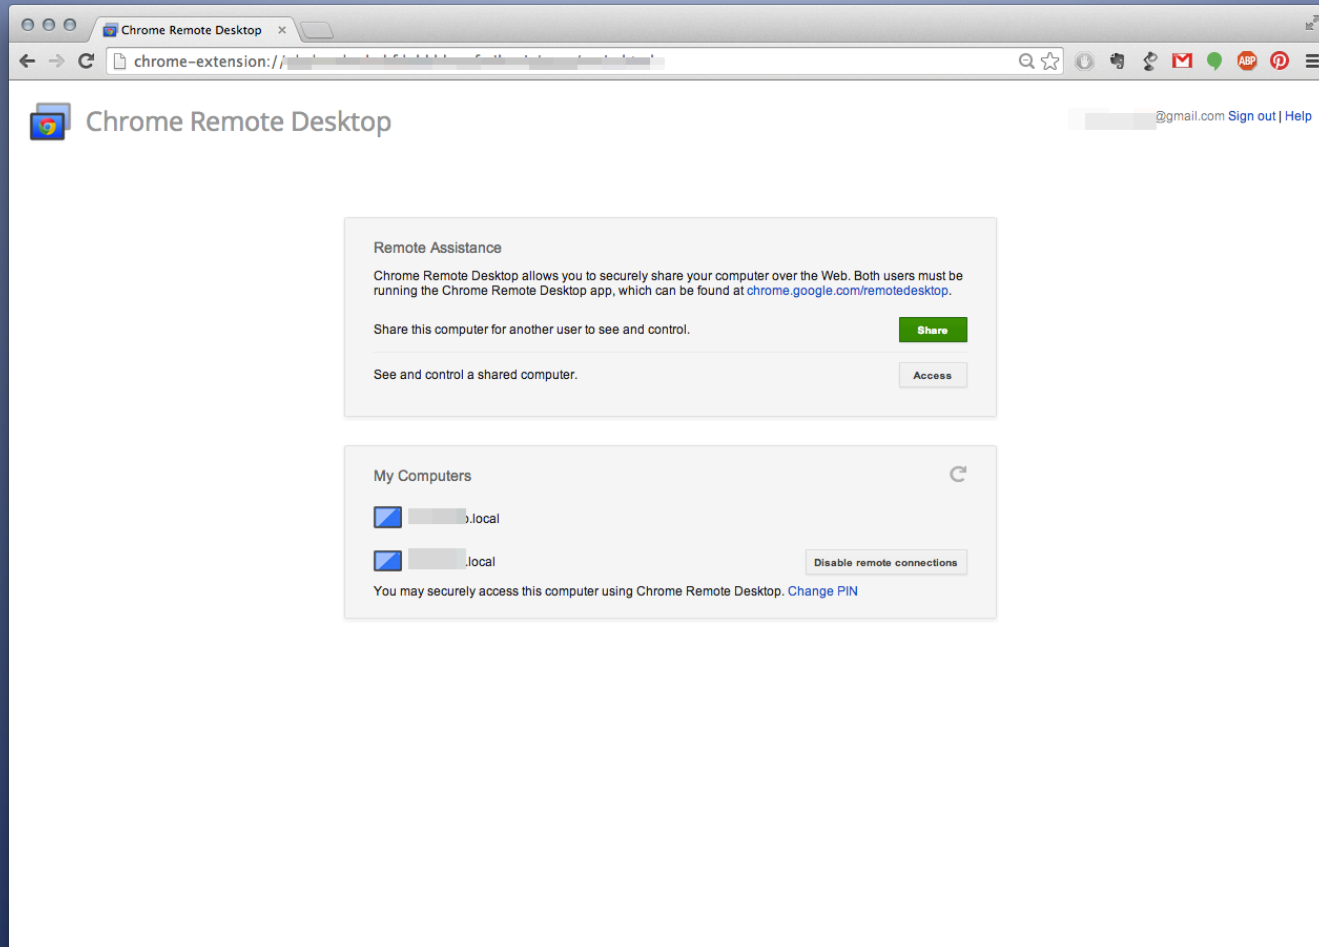 Chrome Remote Desktop
chrome-extension://
ABP
Chrome Remote Desktop
@gmail.com Sign out | Help
Remote Assistance
Chrome Remote Desktop allows you to securely share your computer over the Web. Both users must be
running the Chrome Remote Desktop app, which can be found at chrome.google.com/remotedesktop.
Share this computer for another user to see and control.
Share
See and control a shared computer.
Access
My Computers
.local
.local
Disable remote connections
You may securely access this computer using Chrome Remote Desktop. Change PIN